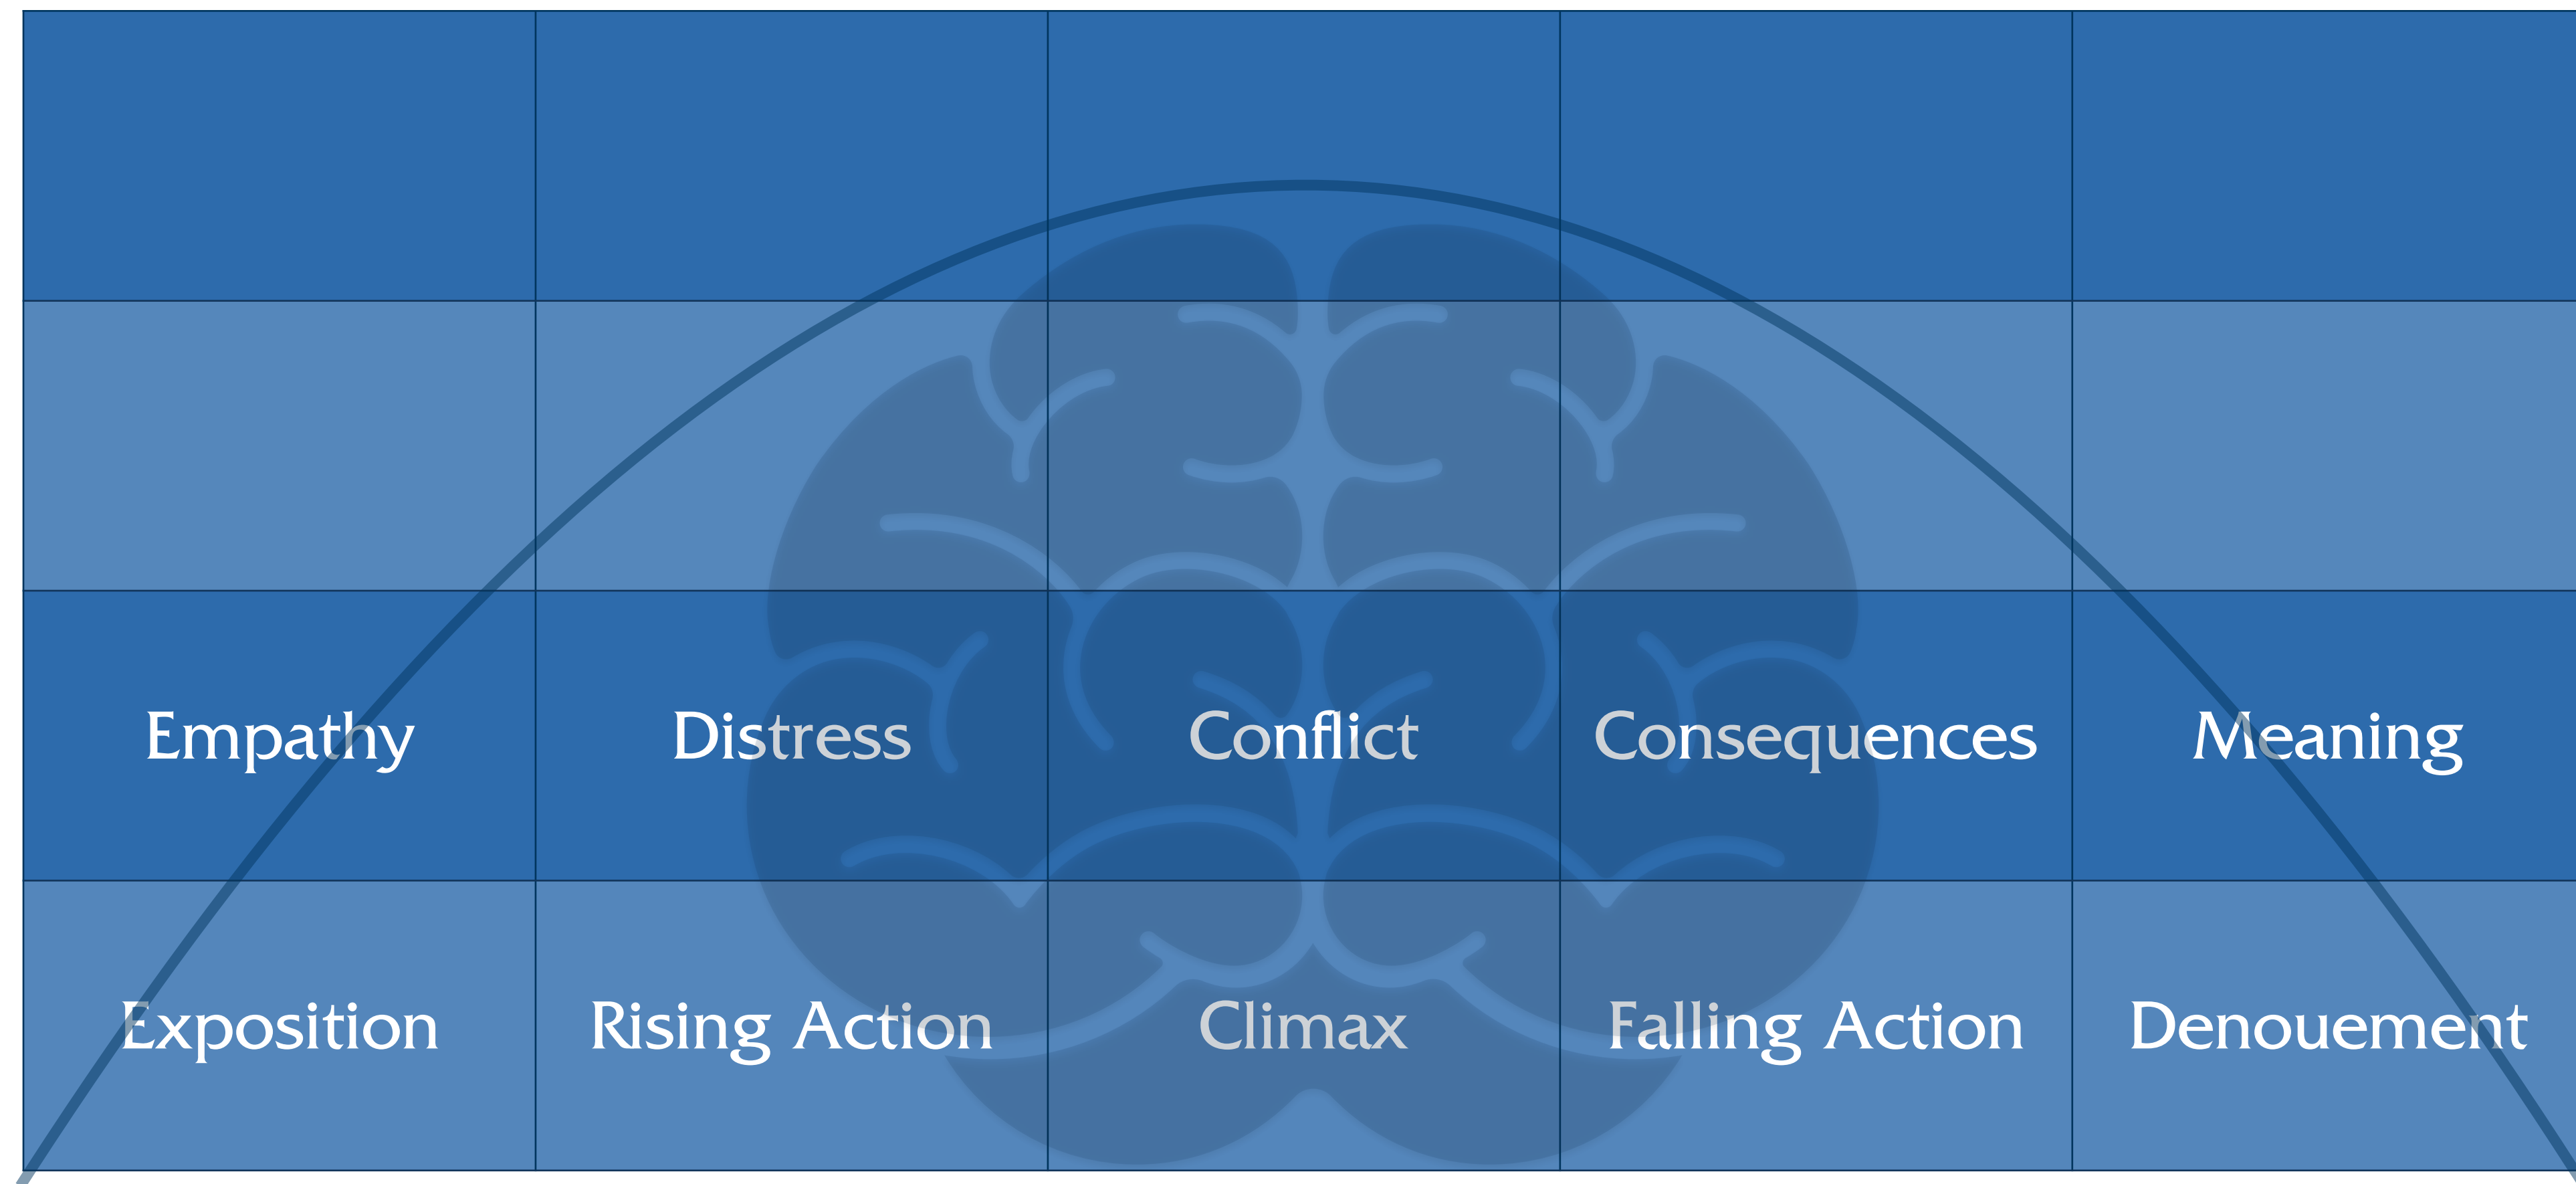 Empathy Distress Conflict Consequences Meaning
Exposition Rising Action Climax Falling Action Denouement